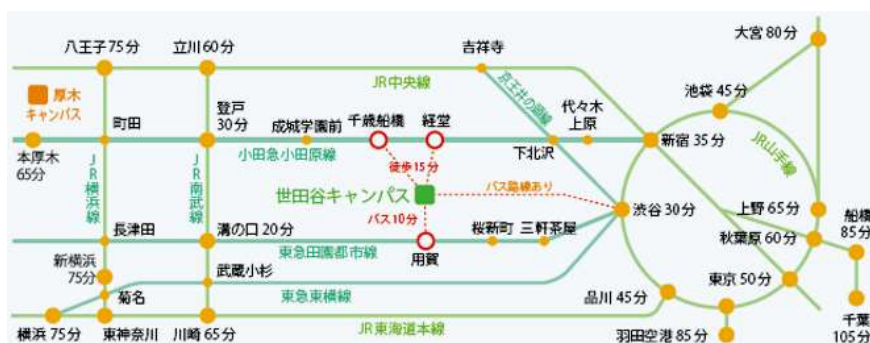 八王子75分
立川60分
吉祥寺
大宮80分
JR中央線
京王井の頭線
池袋45分
厚木
キャンパス
町田
登戸
30分
成城学園前
千歳船橋
経堂
代々木
上原
本厚木
65分
小田急小田原線
下北沢
新宿35分
JR山手線
JR横浜線
JR南武線
徒歩15分
世田谷キャンパス
バス路線あり
渋谷30分
上野65分
船橋
85分
バス10分
長津田
溝の口20分
東急田園都市線
用賀
桜新町
三軒茶屋
秋葉原60分
新横浜
75分
武蔵小杉
東京50分
菊名
東急東横線
品川45分
横浜75分
東神奈川
川崎65分
JR東海道本線
羽田空港85分
千葉
105分